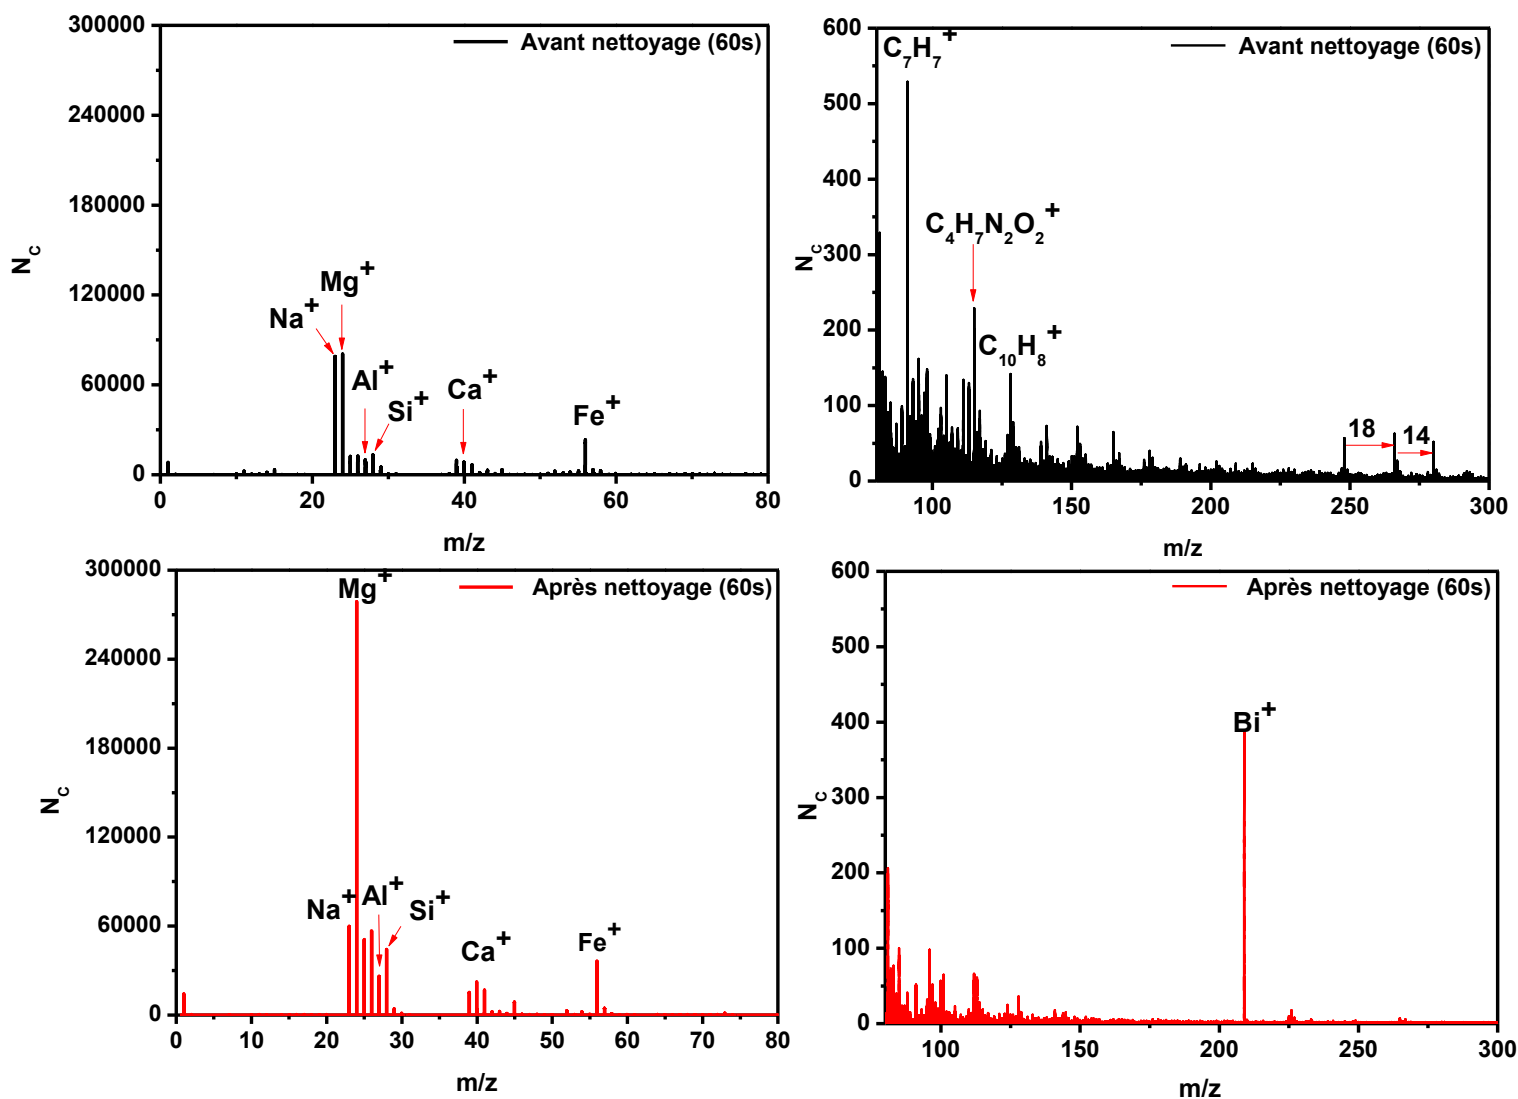 300000
240000
180000
120000
60000
0
N_C
Avant nettoyage (60s)
Na⁺
Mg⁺
Al⁺
Si⁺
Ca⁺
Fe⁺
0 20 40 60 80
m/z
600
500
400
300
200
100
0
N_C
Avant nettoyage (60s)
C₇H₇⁺
C₄H₇N₂O₂⁺
C₁₀H₈⁺
18
14
100 150 200 250 300
m/z
300000
240000
180000
120000
60000
0
N_C
Après nettoyage (60s)
Mg⁺
Na⁺
Al⁺
Si⁺
Ca⁺
Fe⁺
0 10 20 30 40 50 60 70 80
m/z
600
500
400
300
200
100
0
N_C
Après nettoyage (60s)
Bi⁺
100 150 200 250 300
m/z